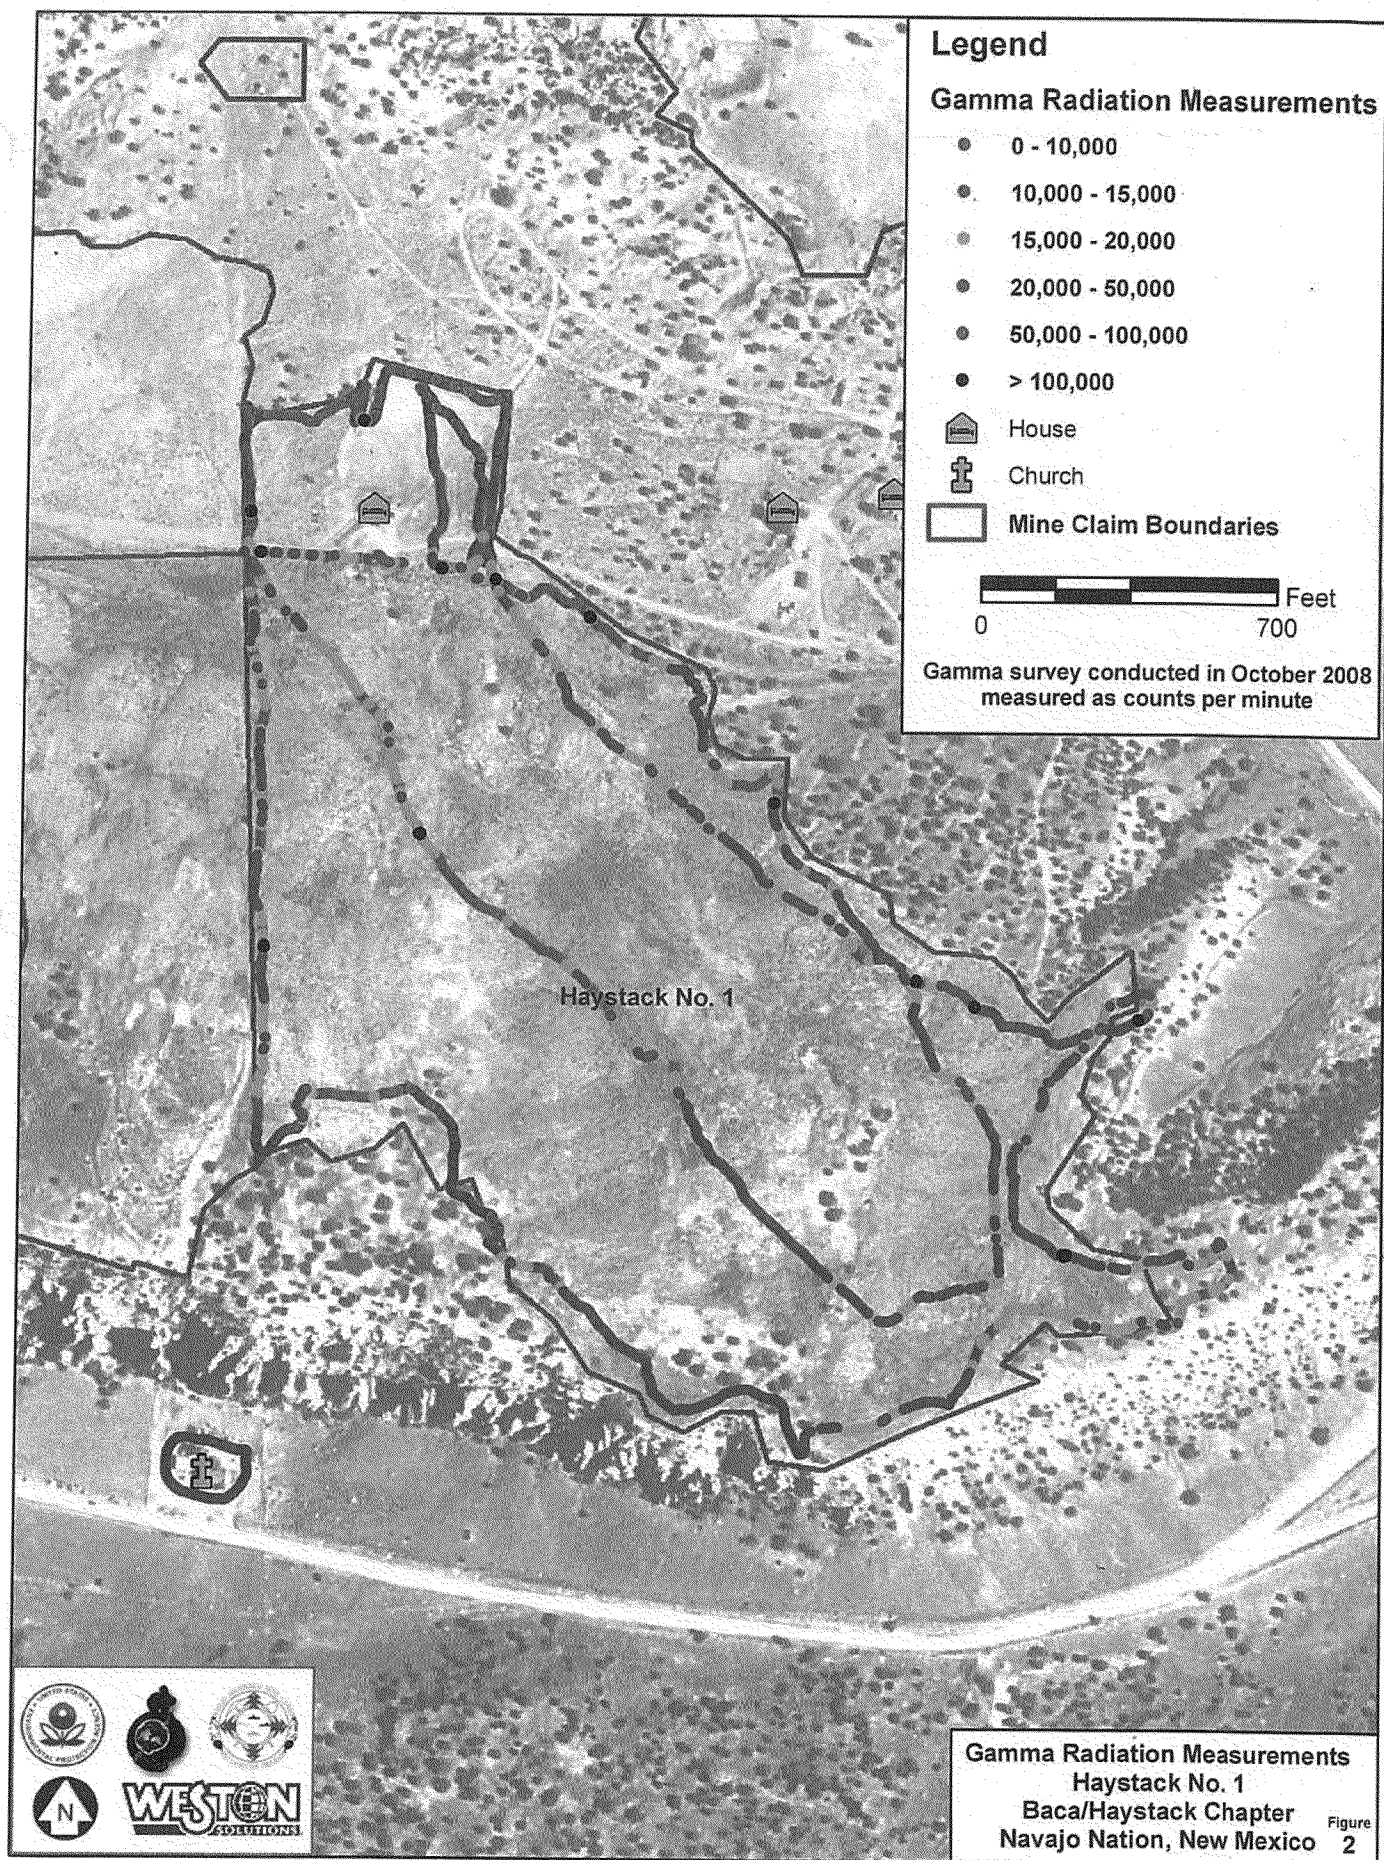 Legend
Gamma Radiation Measurements
0 - 10,000
10,000 - 15,000
15,000 - 20,000
20,000 - 50,000
50,000 - 100,000
> 100,000
House
Church
Mine Claim Boundaries
Feet
0 700
Gamma survey conducted in October 2008
measured as counts per minute
Haystack No. 1
UNITED STATES
N
WESTON
SOLUTIONS
Gamma Radiation Measurements
Haystack No. 1
Baca/Haystack Chapter
Navajo Nation, New Mexico
Figure
2